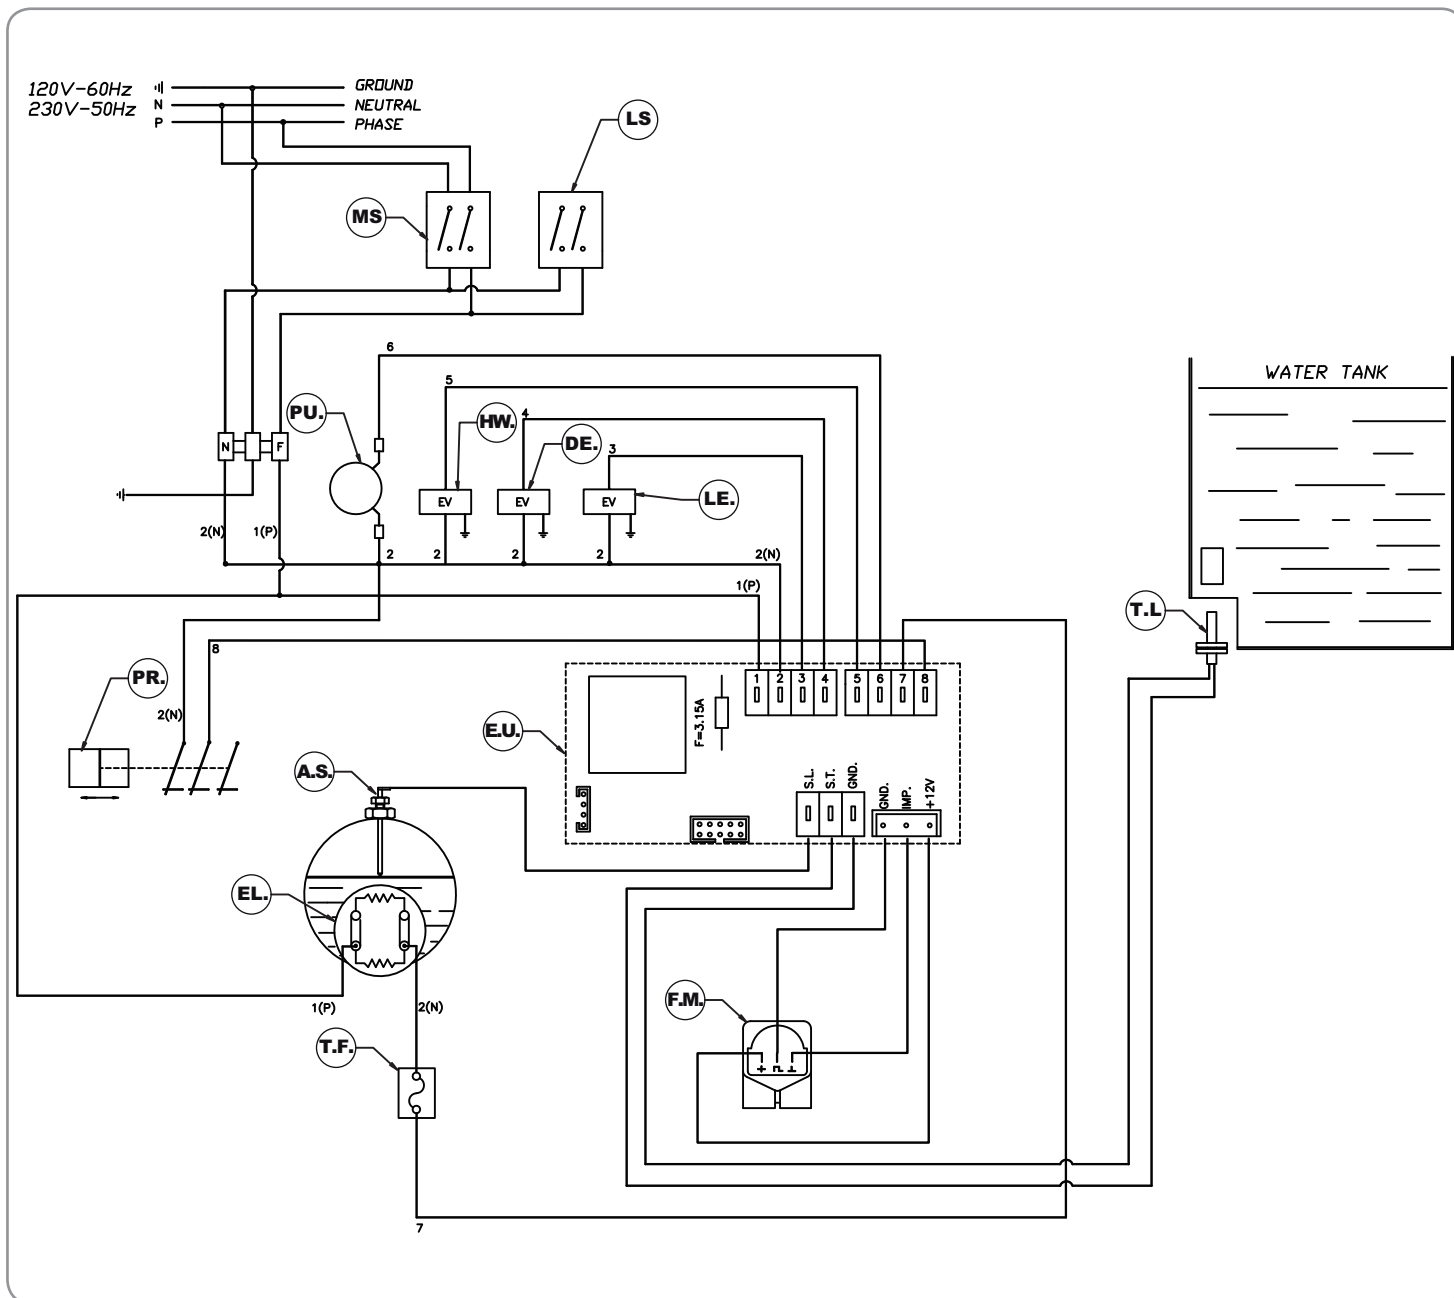 120V-60Hz
230V-50Hz
N
P
GROUND
NEUTRAL
PHASE
LS
MS
6
5
4
3
PU.
HW.
DE.
LE.
N
F
EV
EV
EV
2(N)
1(P)
2
2
2
2
2(N)
1(P)
WATER TANK
T.L
8
PR.
2(N)
E.U.
F=3.15A
1
2
3
4
5
6
7
8
A.S.
S.L.
S.T.
GND.
GND.
IMP.
+12V
EL.
1(P)
2(N)
F.M.
+
T.F.
7